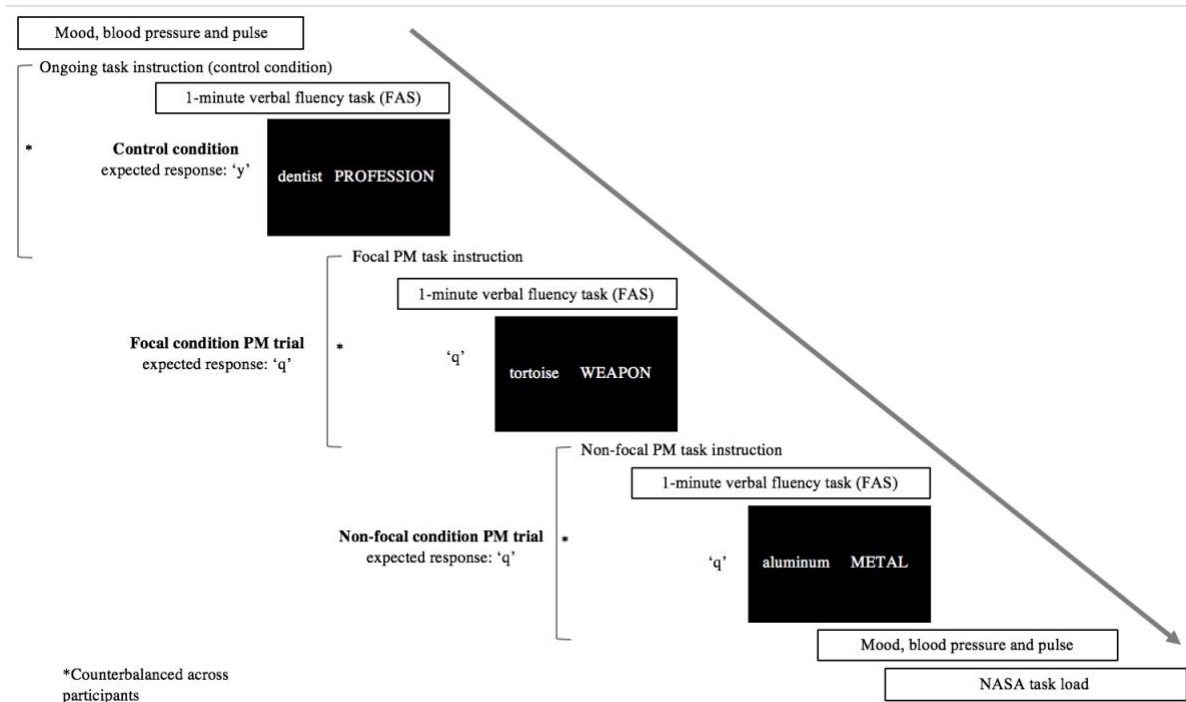 Mood, blood pressure and pulse
Ongoing task instruction (control condition)
1-minute verbal fluency task (FAS)
*
Control condition
expected response: ‘y’
dentist PROFESSION
Focal PM task instruction
1-minute verbal fluency task (FAS)
Focal condition PM trial
expected response: ‘q’
*
‘q’
tortoise WEAPON
Non-focal PM task instruction
1-minute verbal fluency task (FAS)
Non-focal condition PM trial
expected response: ‘q’
*
‘q’
aluminum METAL
Mood, blood pressure and pulse
NASA task load
*Counterbalanced across
participants